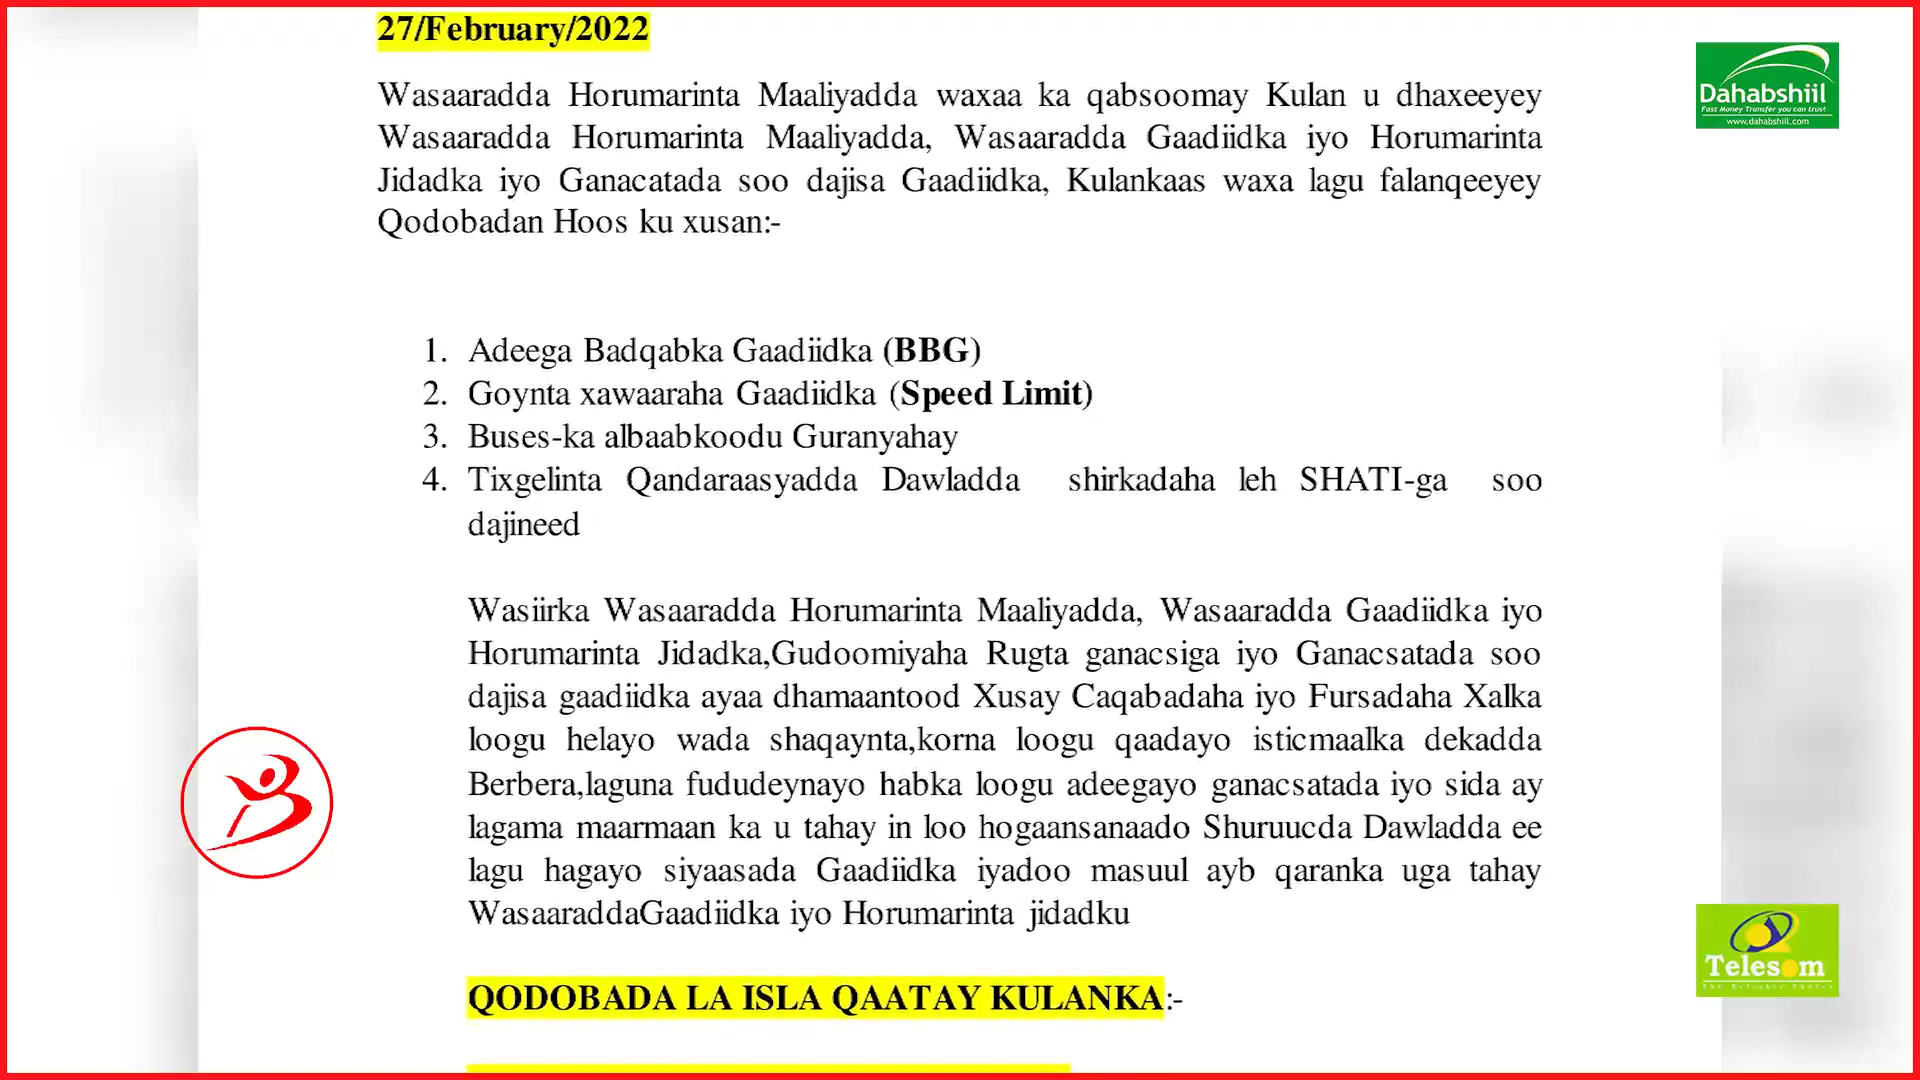 27/February/2022
Wasaaradda Horumarinta Maaliyadda waxaa ka qabsoomay Kulan u dhaxeeyey
Wasaaradda Horumarinta Maaliyadda, Wasaaradda Gaadiidka iyo Horumarinta
Jidadka iyo Ganacatada soo dajisa Gaadiidka, Kulankaas waxa lagu falanqeeyey
Qodobadan Hoos ku xusan:-
1. Adeega Badqabka Gaadiidka (BBG)
2. Goynta xawaaraha Gaadiidka (Speed Limit)
3. Buses-ka albaabkoodu Guranyahay
4. Tixgelinta Qandaraasyadda Dawladda shirkadaha leh SHATI-ga soo
dajineed
Wasiirka Wasaaradda Horumarinta Maaliyadda, Wasaaradda Gaadiidka iyo
Horumarinta Jidadka,Gudoomiyaha Rugta ganacsiga iyo Ganacsatada soo
dajisa gaadiidka ayaa dhamaantood Xusay Caqabadaha iyo Fursadaha Xalka
loogu helayo wada shaqaynta,korna loogu qaadayo isticmaalka dekadda
Berbera,laguna fududeynayo habka loogu adeegayo ganacsatada iyo sida ay
lagama maarmaan ka u tahay in loo hogaansanaado Shuruucda Dawladda ee
lagu hagayo siyaasada Gaadiidka iyadoo masuul ayb qaranka uga tahay
WasaaraddaGaadiidka iyo Horumarinta jidadku
QODOBADA LA ISLA QAATAY KULANKA:-
Dahabshiil
Fast Money Transfer you can trust
www.dahabshiil.com
Telesom
The Reliable Choice